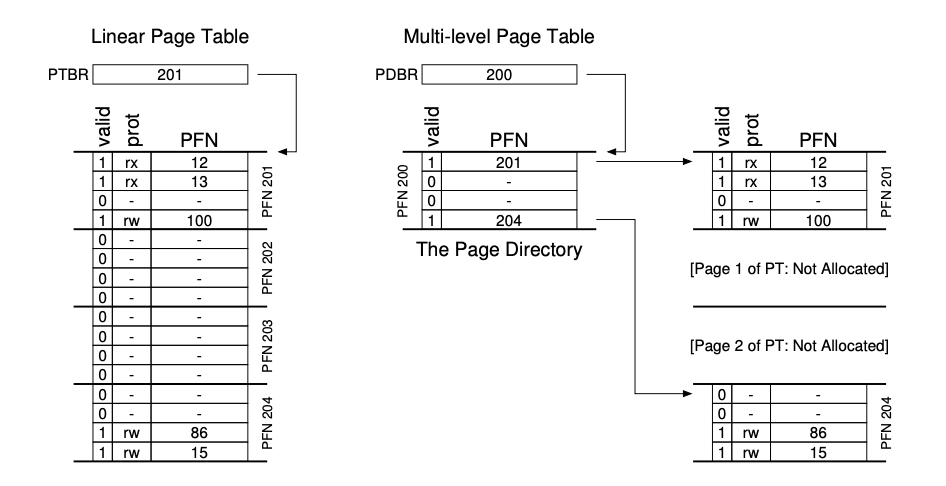 Linear Page Table
PTBR 201
valid prot PFN
1 rx 12
1 rx 13
0 - -
1 rw 100
PFN 201
0 - -
0 - -
0 - -
0 - -
PFN 202
0 - -
0 - -
0 - -
0 - -
PFN 203
0 - -
0 - -
1 rw 86
1 rw 15
PFN 204
Multi-level Page Table
PDBR 200
valid PFN
PFN 200
1 201
0 -
0 -
1 204
The Page Directory
valid prot PFN
1 rx 12
1 rx 13
0 - -
1 rw 100
PFN 201
[Page 1 of PT: Not Allocated]
[Page 2 of PT: Not Allocated]
0 - -
0 - -
1 rw 86
1 rw 15
PFN 204